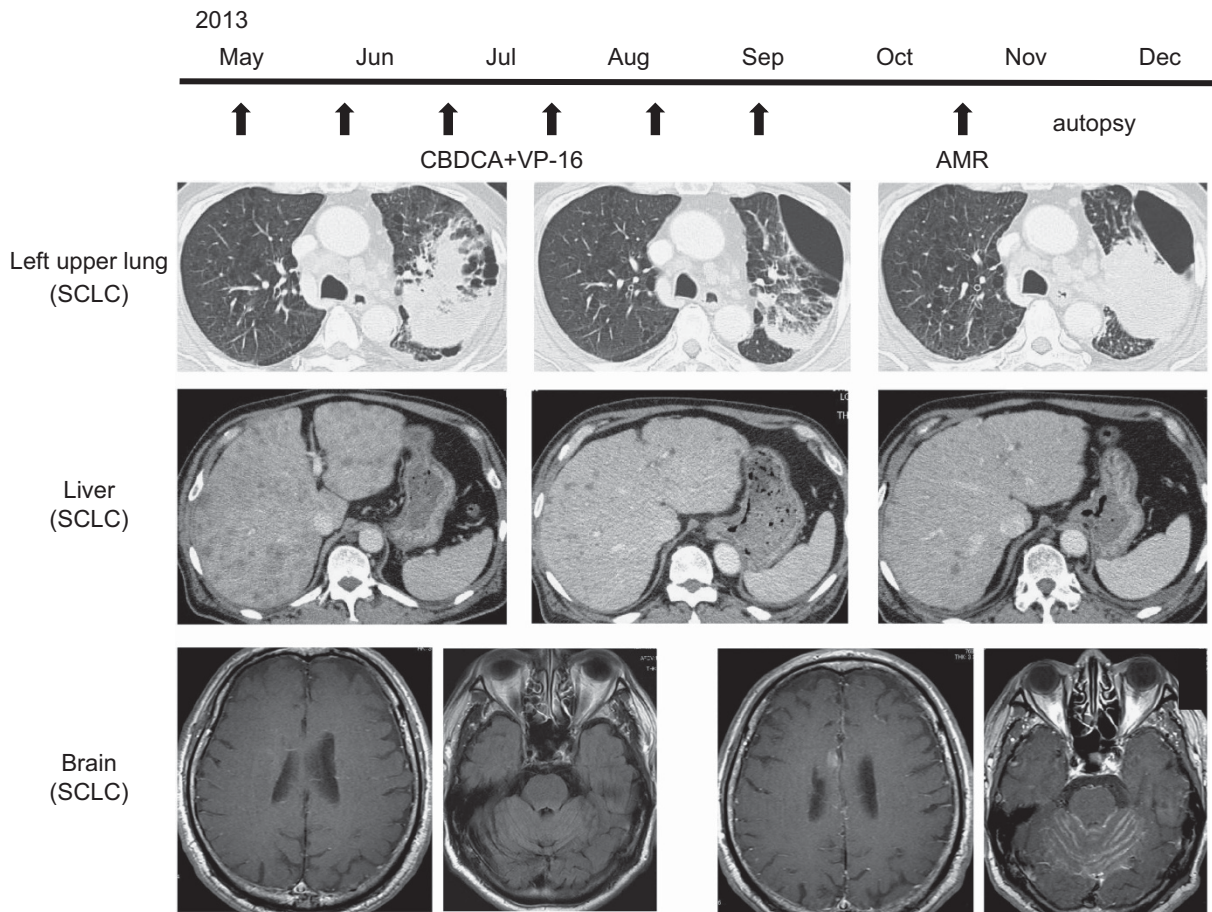 2013
May Jun Jul Aug Sep Oct Nov Dec
autopsy
CBDCA+VP-16 AMR
Left upper lung
(SCLC)
Liver
(SCLC)
Brain
(SCLC)